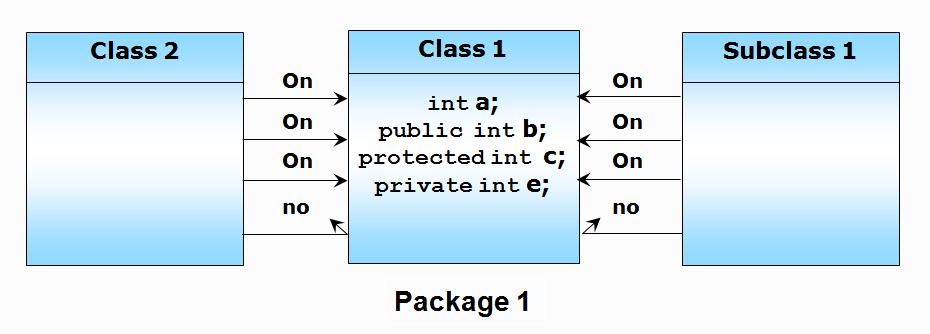 Class 2
Class 1
Subclass 1
On
On
On
no
int a;
public int b;
protected int c;
private int e;
On
On
On
no
Package 1